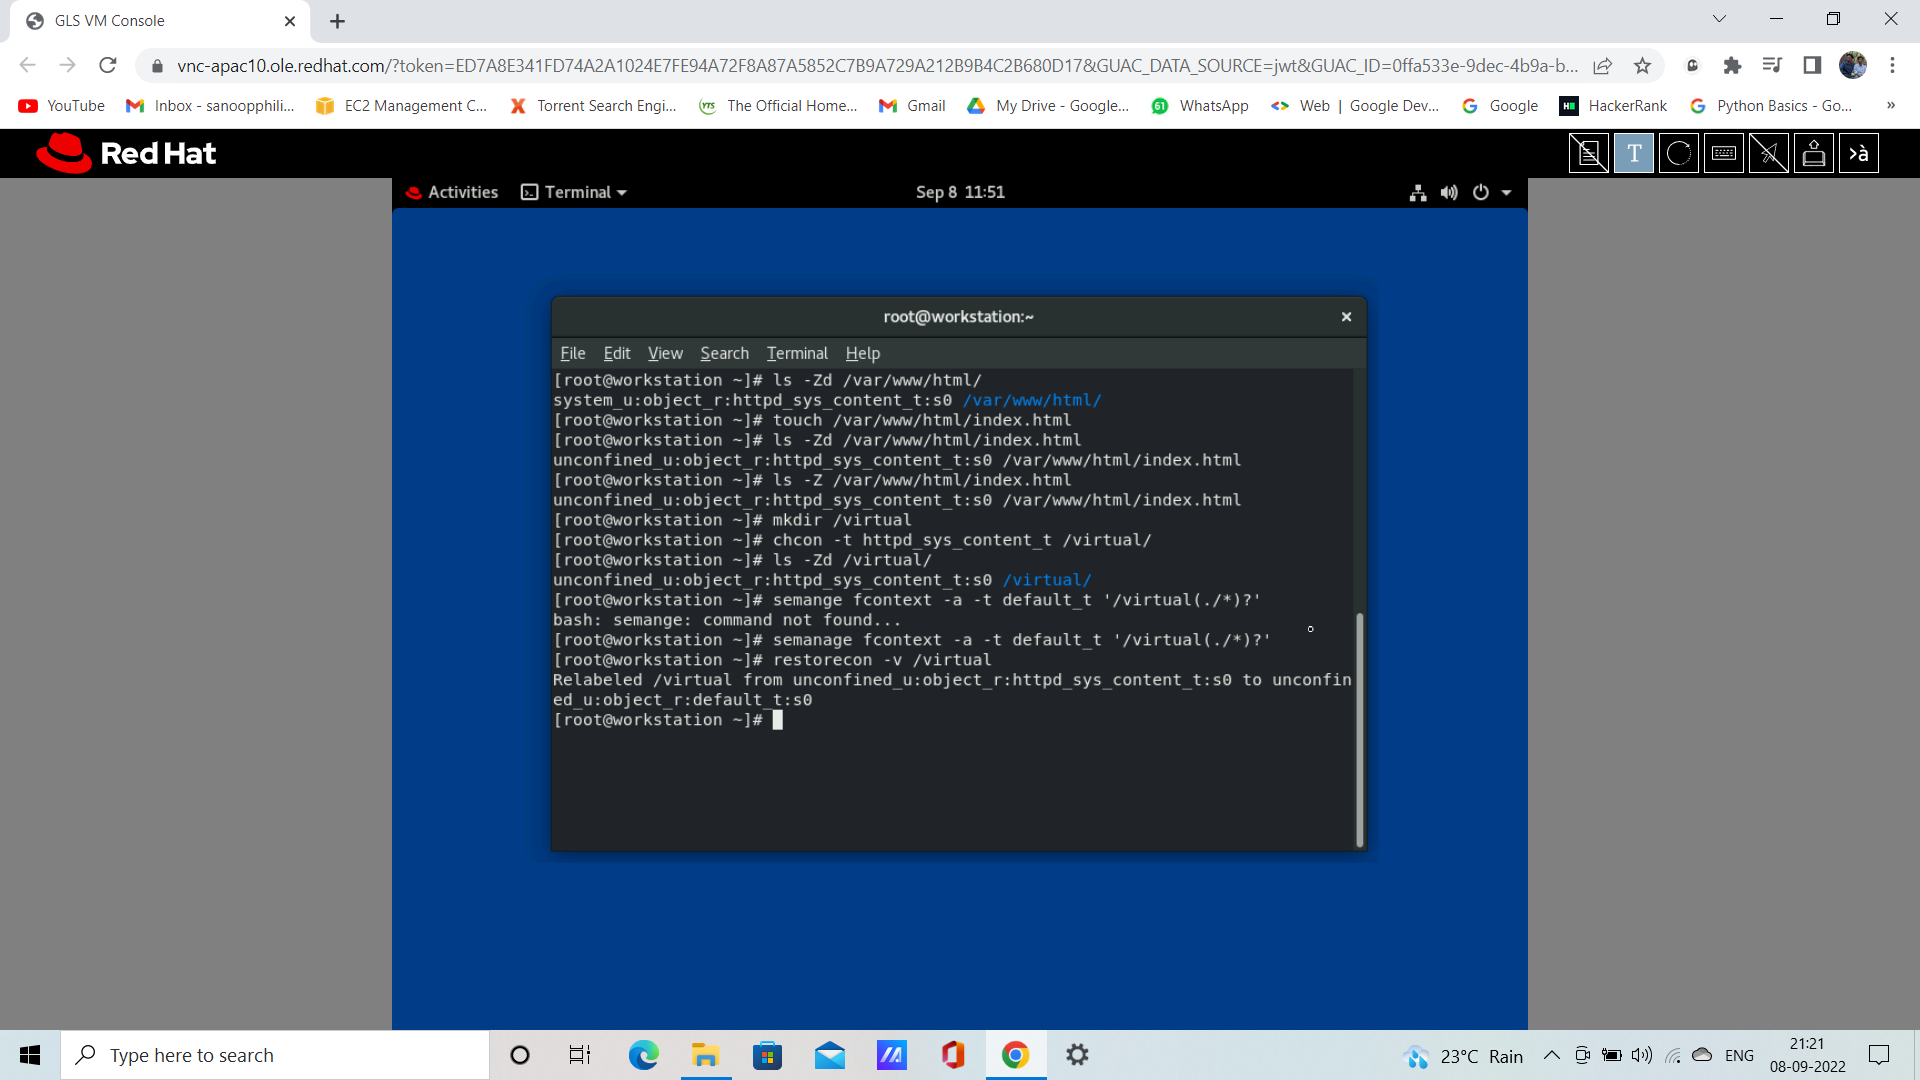 GLS VM Console
vnc-apac10.ole.redhat.com/?token=ED7A8E341FD74A2A1024E7FE94A72F8A87A5852C7B9A729A212B9B4C2B680D17&GUAC_DATA_SOURCE=jwt&GUAC_ID=0ffa533e-9dec-4b9a-b...
YouTube Inbox - sanoopphili... EC2 Management C... Torrent Search Engi... YTS The Official Home... Gmail My Drive - Google... 61 WhatsApp Web | Google Dev... Google HackerRank Python Basics - Go... »
Red Hat T >à
Activities Terminal Sep 8 11:51
root@workstation:~
File Edit View Search Terminal Help
[root@workstation ~]# ls -Zd /var/www/html/
system_u:object_r:httpd_sys_content_t:s0 /var/www/html/
[root@workstation ~]# touch /var/www/html/index.html
[root@workstation ~]# ls -Zd /var/www/html/index.html
unconfined_u:object_r:httpd_sys_content_t:s0 /var/www/html/index.html
[root@workstation ~]# ls -Z /var/www/html/index.html
unconfined_u:object_r:httpd_sys_content_t:s0 /var/www/html/index.html
[root@workstation ~]# mkdir /virtual
[root@workstation ~]# chcon -t httpd_sys_content_t /virtual/
[root@workstation ~]# ls -Zd /virtual/
unconfined_u:object_r:httpd_sys_content_t:s0 /virtual/
[root@workstation ~]# semange fcontext -a -t default_t '/virtual(./*)?'
bash: semange: command not found...
[root@workstation ~]# semanage fcontext -a -t default_t '/virtual(./*)?'
[root@workstation ~]# restorecon -v /virtual
Relabeled /virtual from unconfined_u:object_r:httpd_sys_content_t:s0 to unconfin
ed_u:object_r:default_t:s0
[root@workstation ~]#
Type here to search 23°C Rain ENG 21:21
08-09-2022